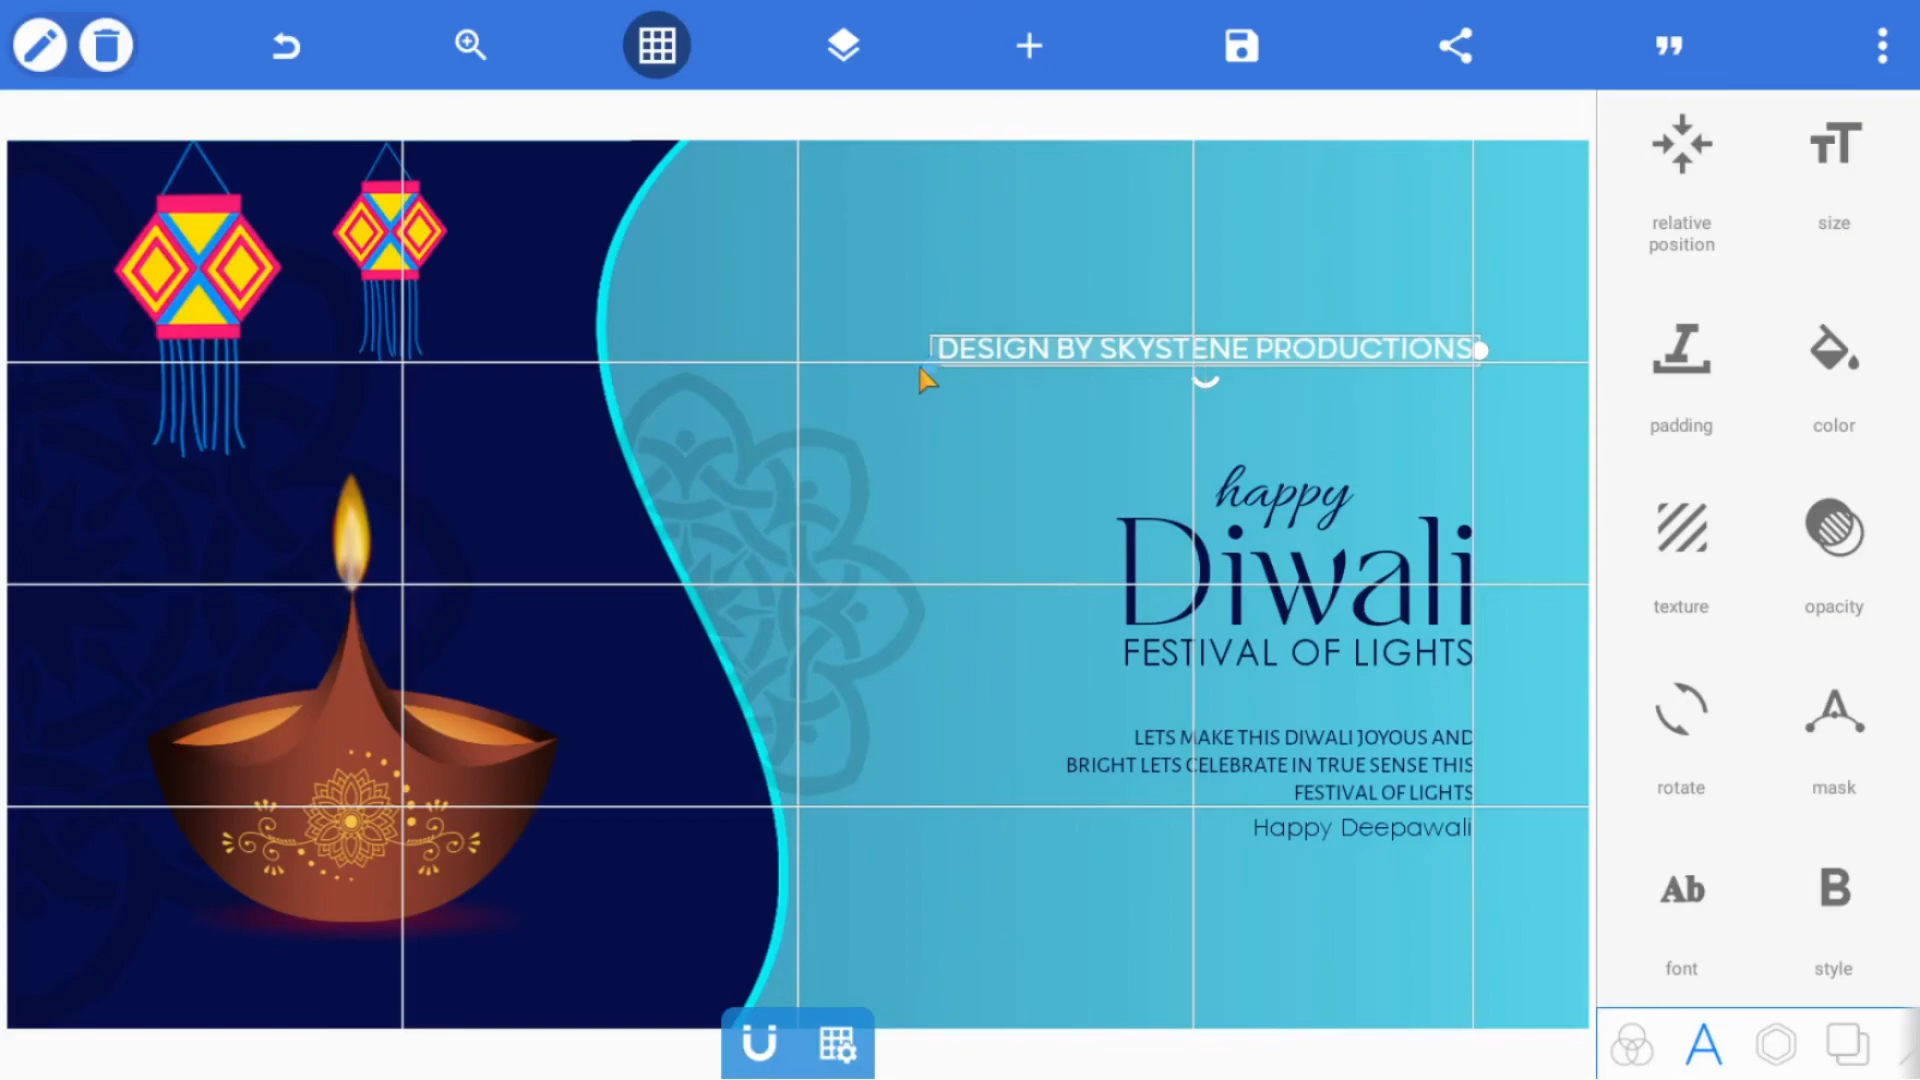 relative
position
size
DESIGN BY SKYSTENE PRODUCTIONS
padding
color
happy
Diwali
FESTIVAL OF LIGHTS
texture
opacity
LETS MAKE THIS DIWALI JOYOUS AND
BRIGHT LETS CELEBRATE IN TRUE SENSE THIS
FESTIVAL OF LIGHTS
Happy Deepawali
rotate
mask
Ab
B
font
style
A